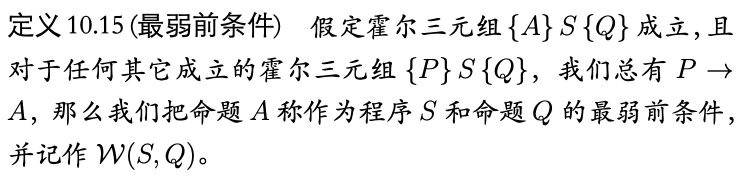 定义 10.15 (最弱前条件) 假定霍尔三元组 {A} S {Q} 成立, 且
对于任何其它成立的霍尔三元组 {P} S {Q}, 我们总有 P →
A, 那么我们把命题 A 称作为程序 S 和命题 Q 的最弱前条件,
并记作 𝒲(S, Q)。